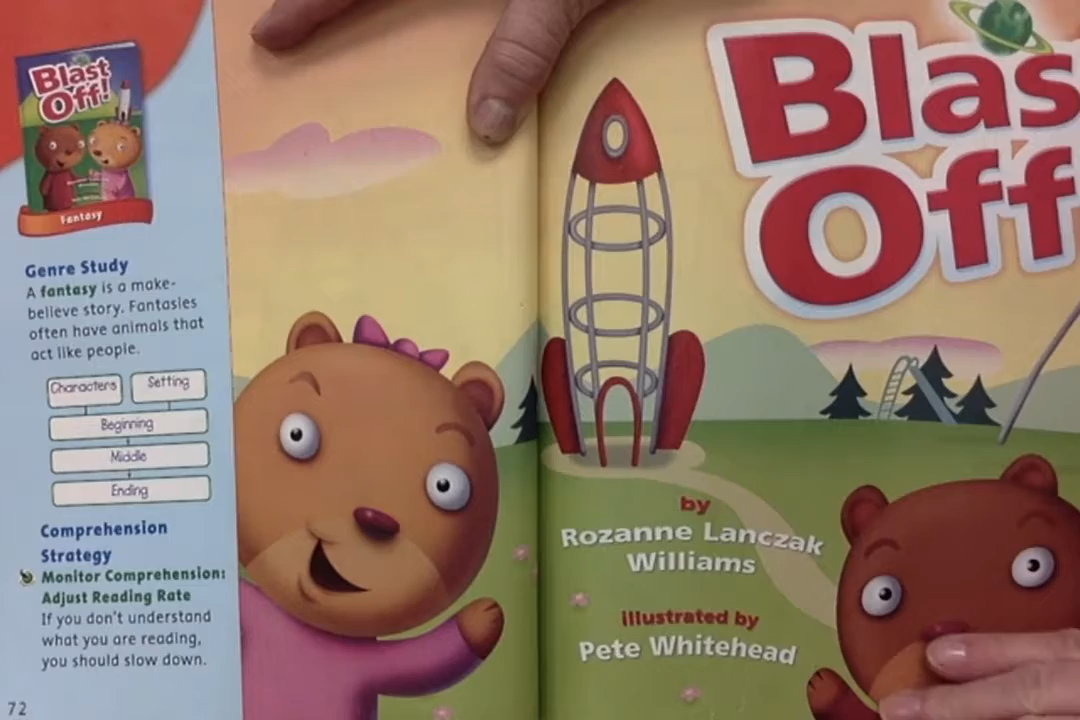 Blast
Off!
Fantasy
Genre Study
A fantasy is a make-
believe story. Fantasies
often have animals that
act like people.
Characters
Setting
Beginning
Middle
Ending
Comprehension
Strategy
Monitor Comprehension:
Adjust Reading Rate
If you don't understand
what you are reading,
you should slow down.
72
Blas
Off
by
Rozanne Lanczak
Williams
illustrated by
Pete Whitehead